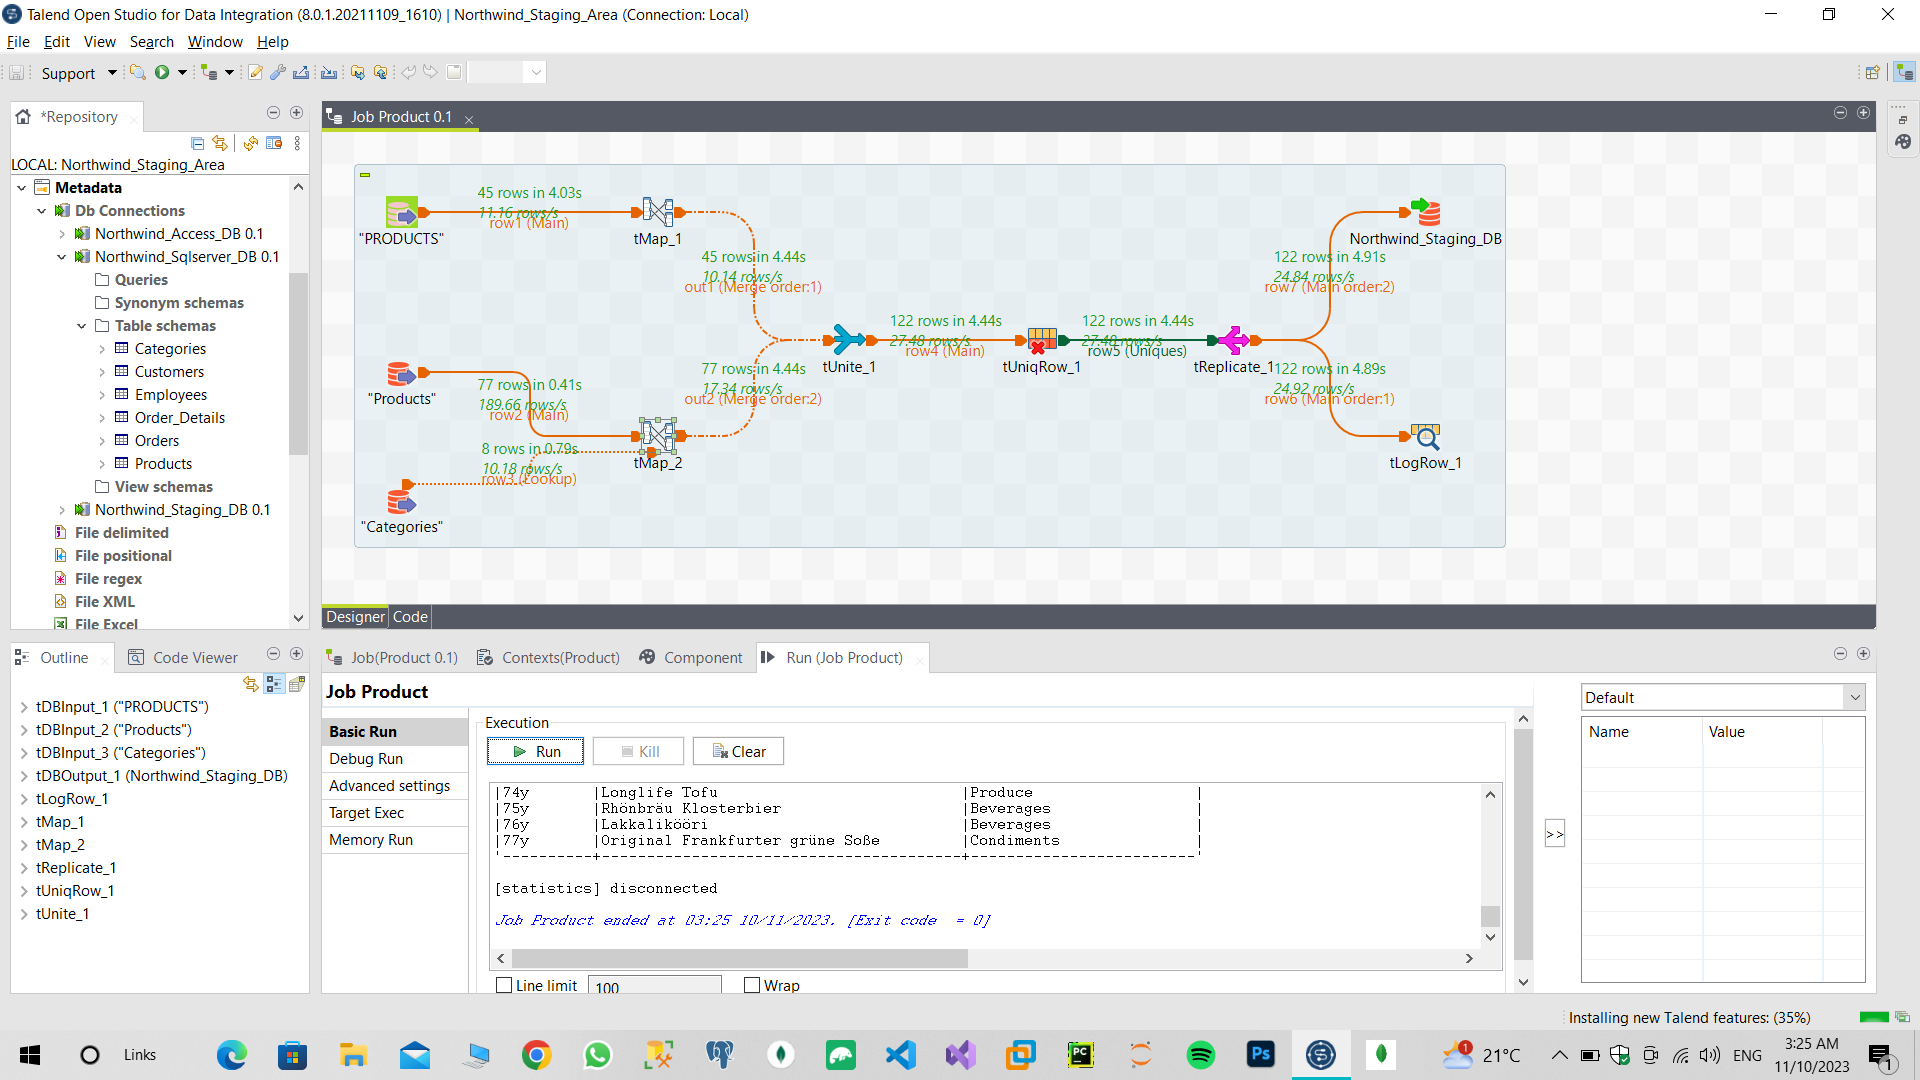 Talend Open Studio for Data Integration (8.0.1.20211109_1610) | Northwind_Staging_Area (Connection: Local)
File Edit View Search Window Help
Support
*Repository
LOCAL: Northwind_Staging_Area
Metadata
Db Connections
Northwind_Access_DB 0.1
Northwind_Sqlserver_DB 0.1
Queries
Synonym schemas
Table schemas
Categories
Customers
Employees
Order_Details
Orders
Products
View schemas
Northwind_Staging_DB 0.1
File delimited
File positional
File regex
File XML
File Excel
Job Product 0.1
45 rows in 4.03s
11.16 rows/s
row1 (Main)
"PRODUCTS"
tMap_1
45 rows in 4.44s
10.14 rows/s
out1 (Merge order:1)
Northwind_Staging_DB
122 rows in 4.91s
24.84 rows/s
row7 (Main order:2)
122 rows in 4.44s
27.48 rows/s
row4 (Main)
122 rows in 4.44s
27.48 rows/s
row5 (Uniques)
tUnite_1
tUniqRow_1
tReplicate_1
77 rows in 0.41s
189.66 rows/s
row2 (Main)
"Products"
77 rows in 4.44s
17.34 rows/s
out2 (Merge order:2)
122 rows in 4.89s
24.92 rows/s
row6 (Main order:1)
8 rows in 0.79s
10.18 rows/s
row3 (Lookup)
tMap_2
tLogRow_1
"Categories"
Designer Code
Outline Code Viewer
tDBInput_1 ("PRODUCTS")
tDBInput_2 ("Products")
tDBInput_3 ("Categories")
tDBOutput_1 (Northwind_Staging_DB)
tLogRow_1
tMap_1
tMap_2
tReplicate_1
tUniqRow_1
tUnite_1
Job(Product 0.1) Contexts(Product) Component Run (Job Product)
Job Product
Basic Run
Debug Run
Advanced settings
Target Exec
Memory Run
Execution
Run Kill Clear
|74y |Longlife Tofu |Produce |
|75y |Rhönbräu Klosterbier |Beverages |
|76y |Lakkalikööri |Beverages |
|77y |Original Frankfurter grüne Soße |Condiments |
'-----------+-----------------------------------------+-------------------------'
[statistics] disconnected
Job Product ended at 03:25 10/11/2023. [Exit code = 0]
Line limit 100 Wrap
>>
Default
Name Value
Installing new Talend features: (35%)
Links
PC
Ps
1
21°C
ENG
3:25 AM
11/10/2023
1